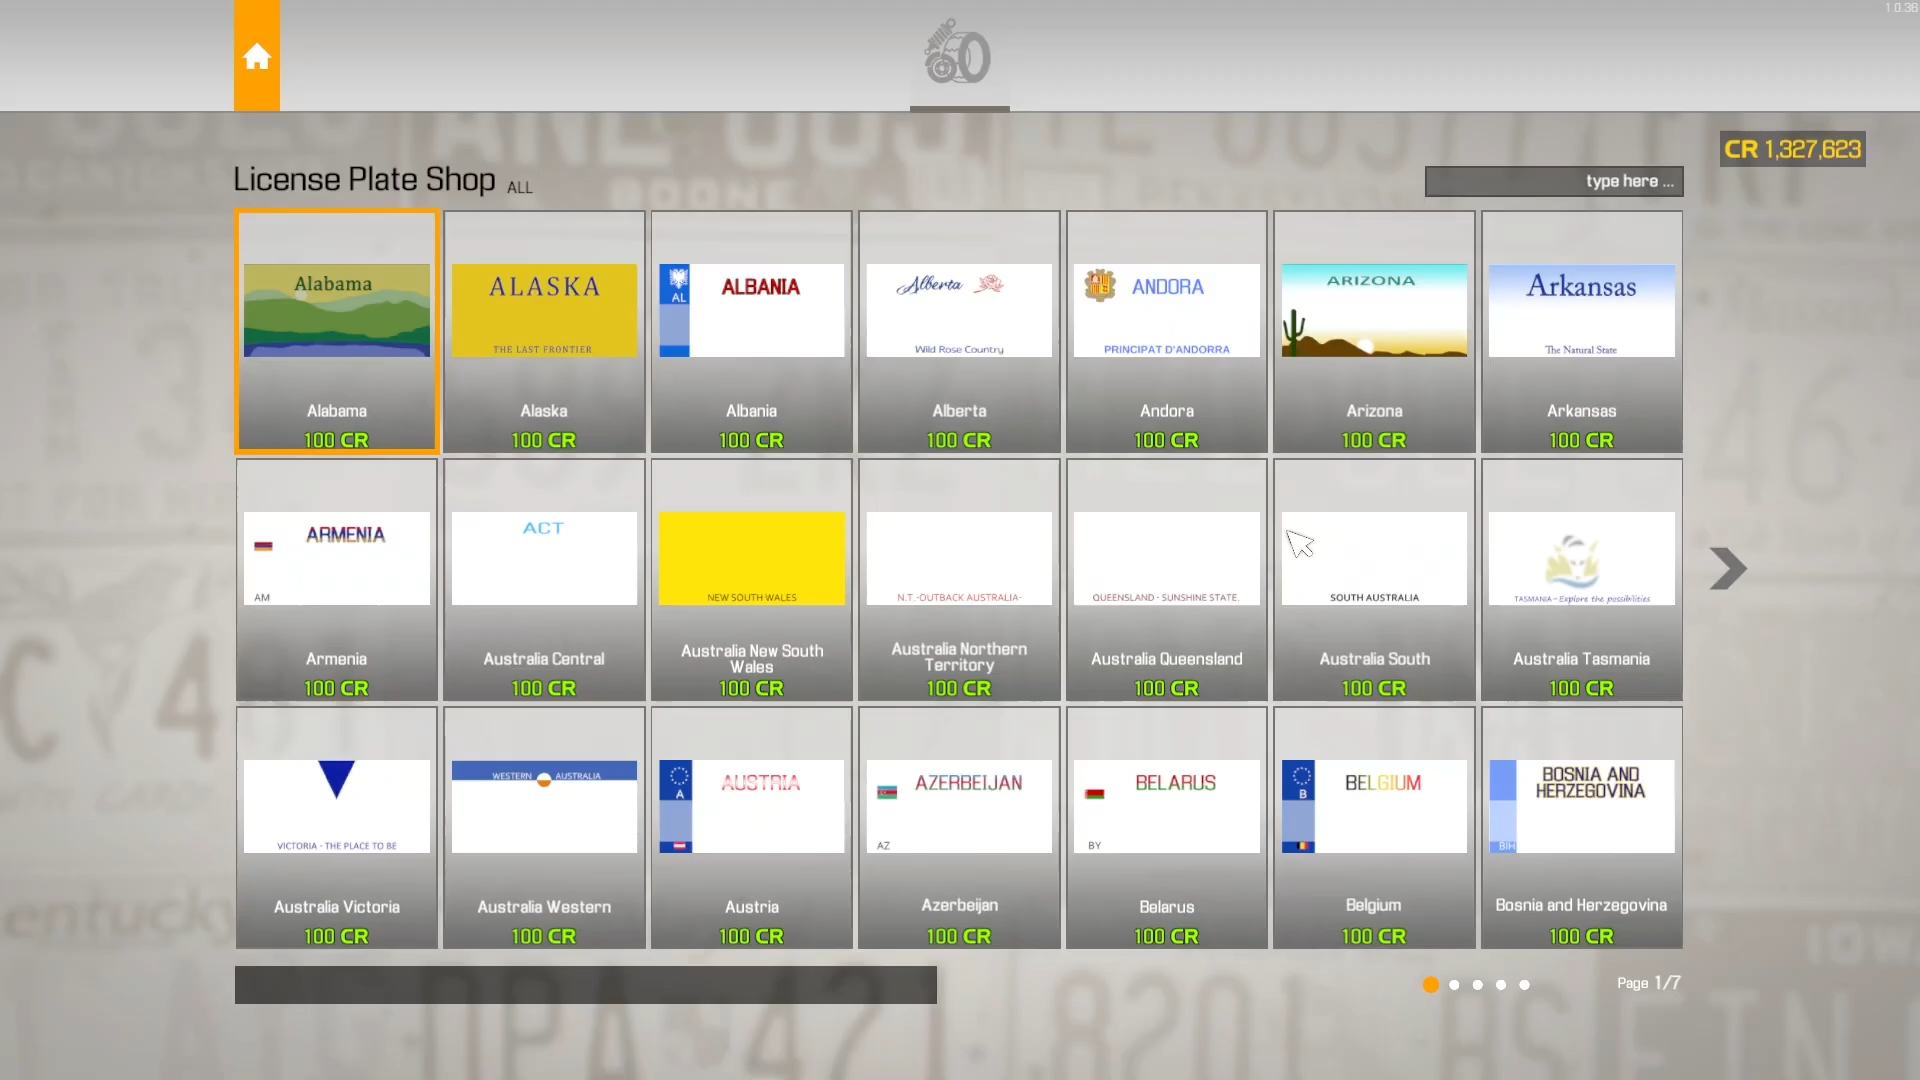 1.0.36
CR 1,327,623
License Plate Shop ALL
type here ...
Alabama
ALASKA
THE LAST FRONTIER
AL
ALBANIA
Alberta
Wild Rose Country
ANDORA
PRINCIPAT D'ANDORRA
ARIZONA
Arkansas
The Natural State
Alabama
Alaska
Albania
Alberta
Andora
Arizona
Arkansas
100 CR
100 CR
100 CR
100 CR
100 CR
100 CR
100 CR
ARMENIA
AM
ACT
NEW SOUTH WALES
N.T. -OUTBACK AUSTRALIA-
QUEENSLAND - SUNSHINE STATE.
SOUTH AUSTRALIA
TASMANIA - Explore the possibilities
Armenia
Australia Central
Australia New South
Wales
Australia Northern
Territory
Australia Queensland
Australia South
Australia Tasmania
100 CR
100 CR
100 CR
100 CR
100 CR
100 CR
100 CR
VICTORIA - THE PLACE TO BE
WESTERN AUSTRALIA
A
AUSTRIA
AZERBEIJAN
AZ
BELARUS
BY
B
BELGIUM
BOSNIA AND
HERZEGOVINA
BIH
Australia Victoria
Australia Western
Austria
Azerbeijan
Belarus
Belgium
Bosnia and Herzegovina
100 CR
100 CR
100 CR
100 CR
100 CR
100 CR
100 CR
Page 1/7